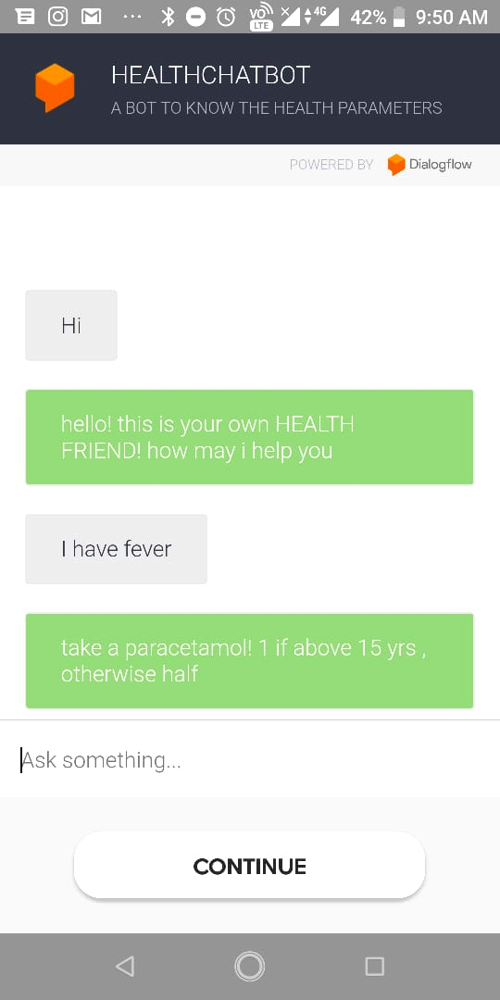 VO LTE 4G 42% 9:50 AM
HEALTHCHATBOT
A BOT TO KNOW THE HEALTH PARAMETERS
POWERED BY Dialogflow
Hi
hello! this is your own HEALTH
FRIEND! how may i help you
I have fever
take a paracetamol! 1 if above 15 yrs ,
otherwise half
Ask something...
CONTINUE